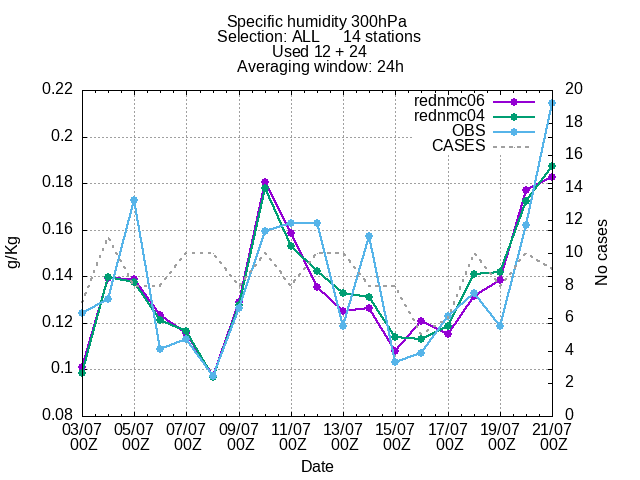 Specific humidity 300hPa
Selection: ALL 14 stations
Used 12 + 24
Averaging window: 24h
0.22
0.2
0.18
0.16
0.14
0.12
0.1
0.08
g/Kg
rednmc06
rednmc04
OBS
CASES
20
18
16
14
12
10
8
6
4
2
0
No cases
03/07 05/07 07/07 09/07 11/07 13/07 15/07 17/07 19/07 21/07
00Z 00Z 00Z 00Z 00Z 00Z 00Z 00Z 00Z 00Z
Date